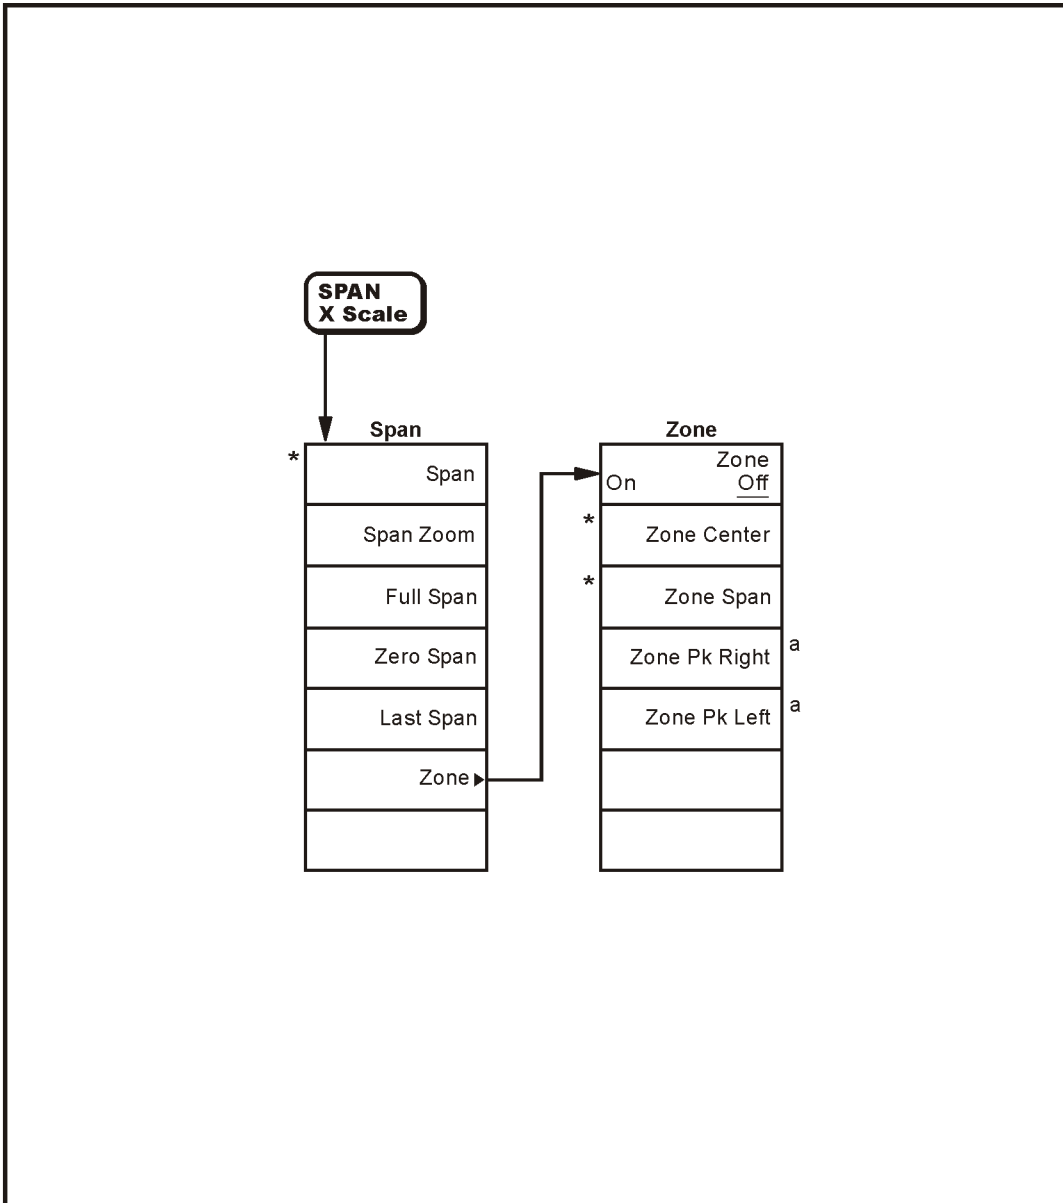 SPAN
X Scale
Span
*
Span
Span Zoom
Full Span
Zero Span
Last Span
Zone
Zone
Zone
On Off
*
Zone Center
*
Zone Span
Zone Pk Right a
Zone Pk Left a